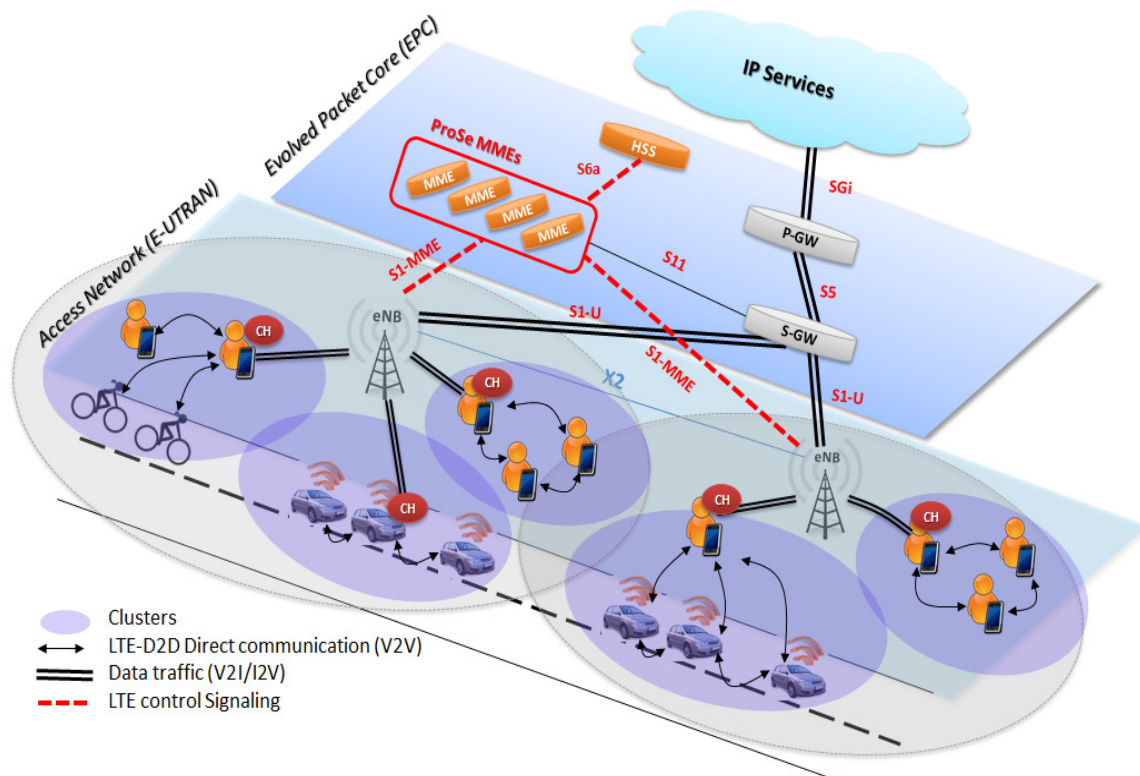 Evolved Packet Core (EPC)
IP Services
ProSe MMEs
HSS
S6a
MME
MME
MME
MME
SGi
P-GW
S11
S5
S-GW
Access Network (E-UTRAN)
S1-MME
S1-U
S1-MME
S1-U
X2
eNB
CH
CH
CH
eNB
CH
CH
Clusters
LTE-D2D Direct communication (V2V)
Data traffic (V2I/I2V)
LTE control Signaling